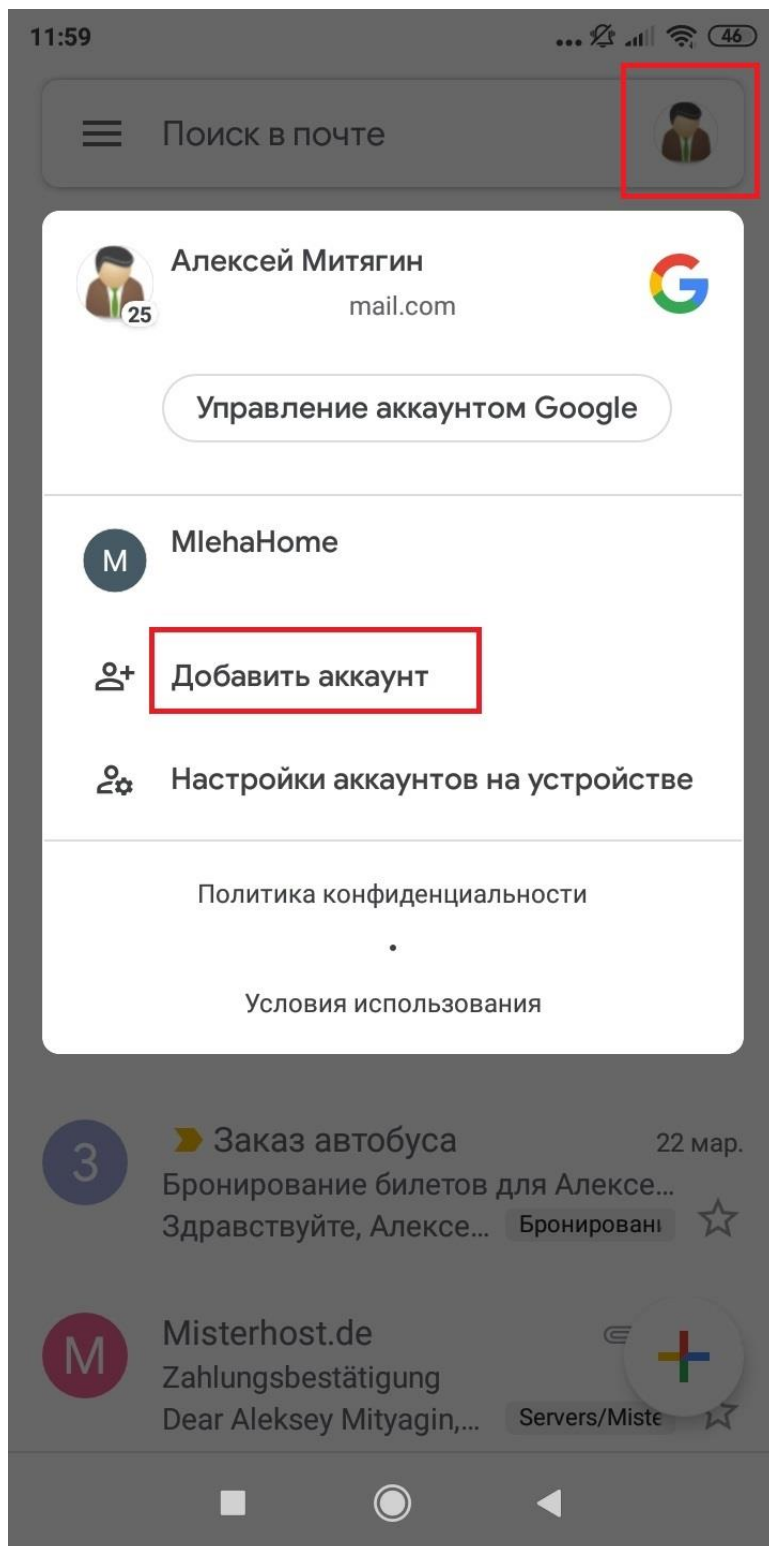 11:59
46
Поиск в почте
Алексей Митягин
25
mail.com
Управление аккаунтом Google
M
MlehaHome
Добавить аккаунт
Настройки аккаунтов на устройстве
Политика конфиденциальности
•
Условия использования
З
Заказ автобуса
22 мар.
Бронирование билетов для Алексе...
Здравствуйте, Алексе...
Бронировани
M
Misterhost.de
Zahlungsbestätigung
Dear Aleksey Mityagin,...
Servers/Miste